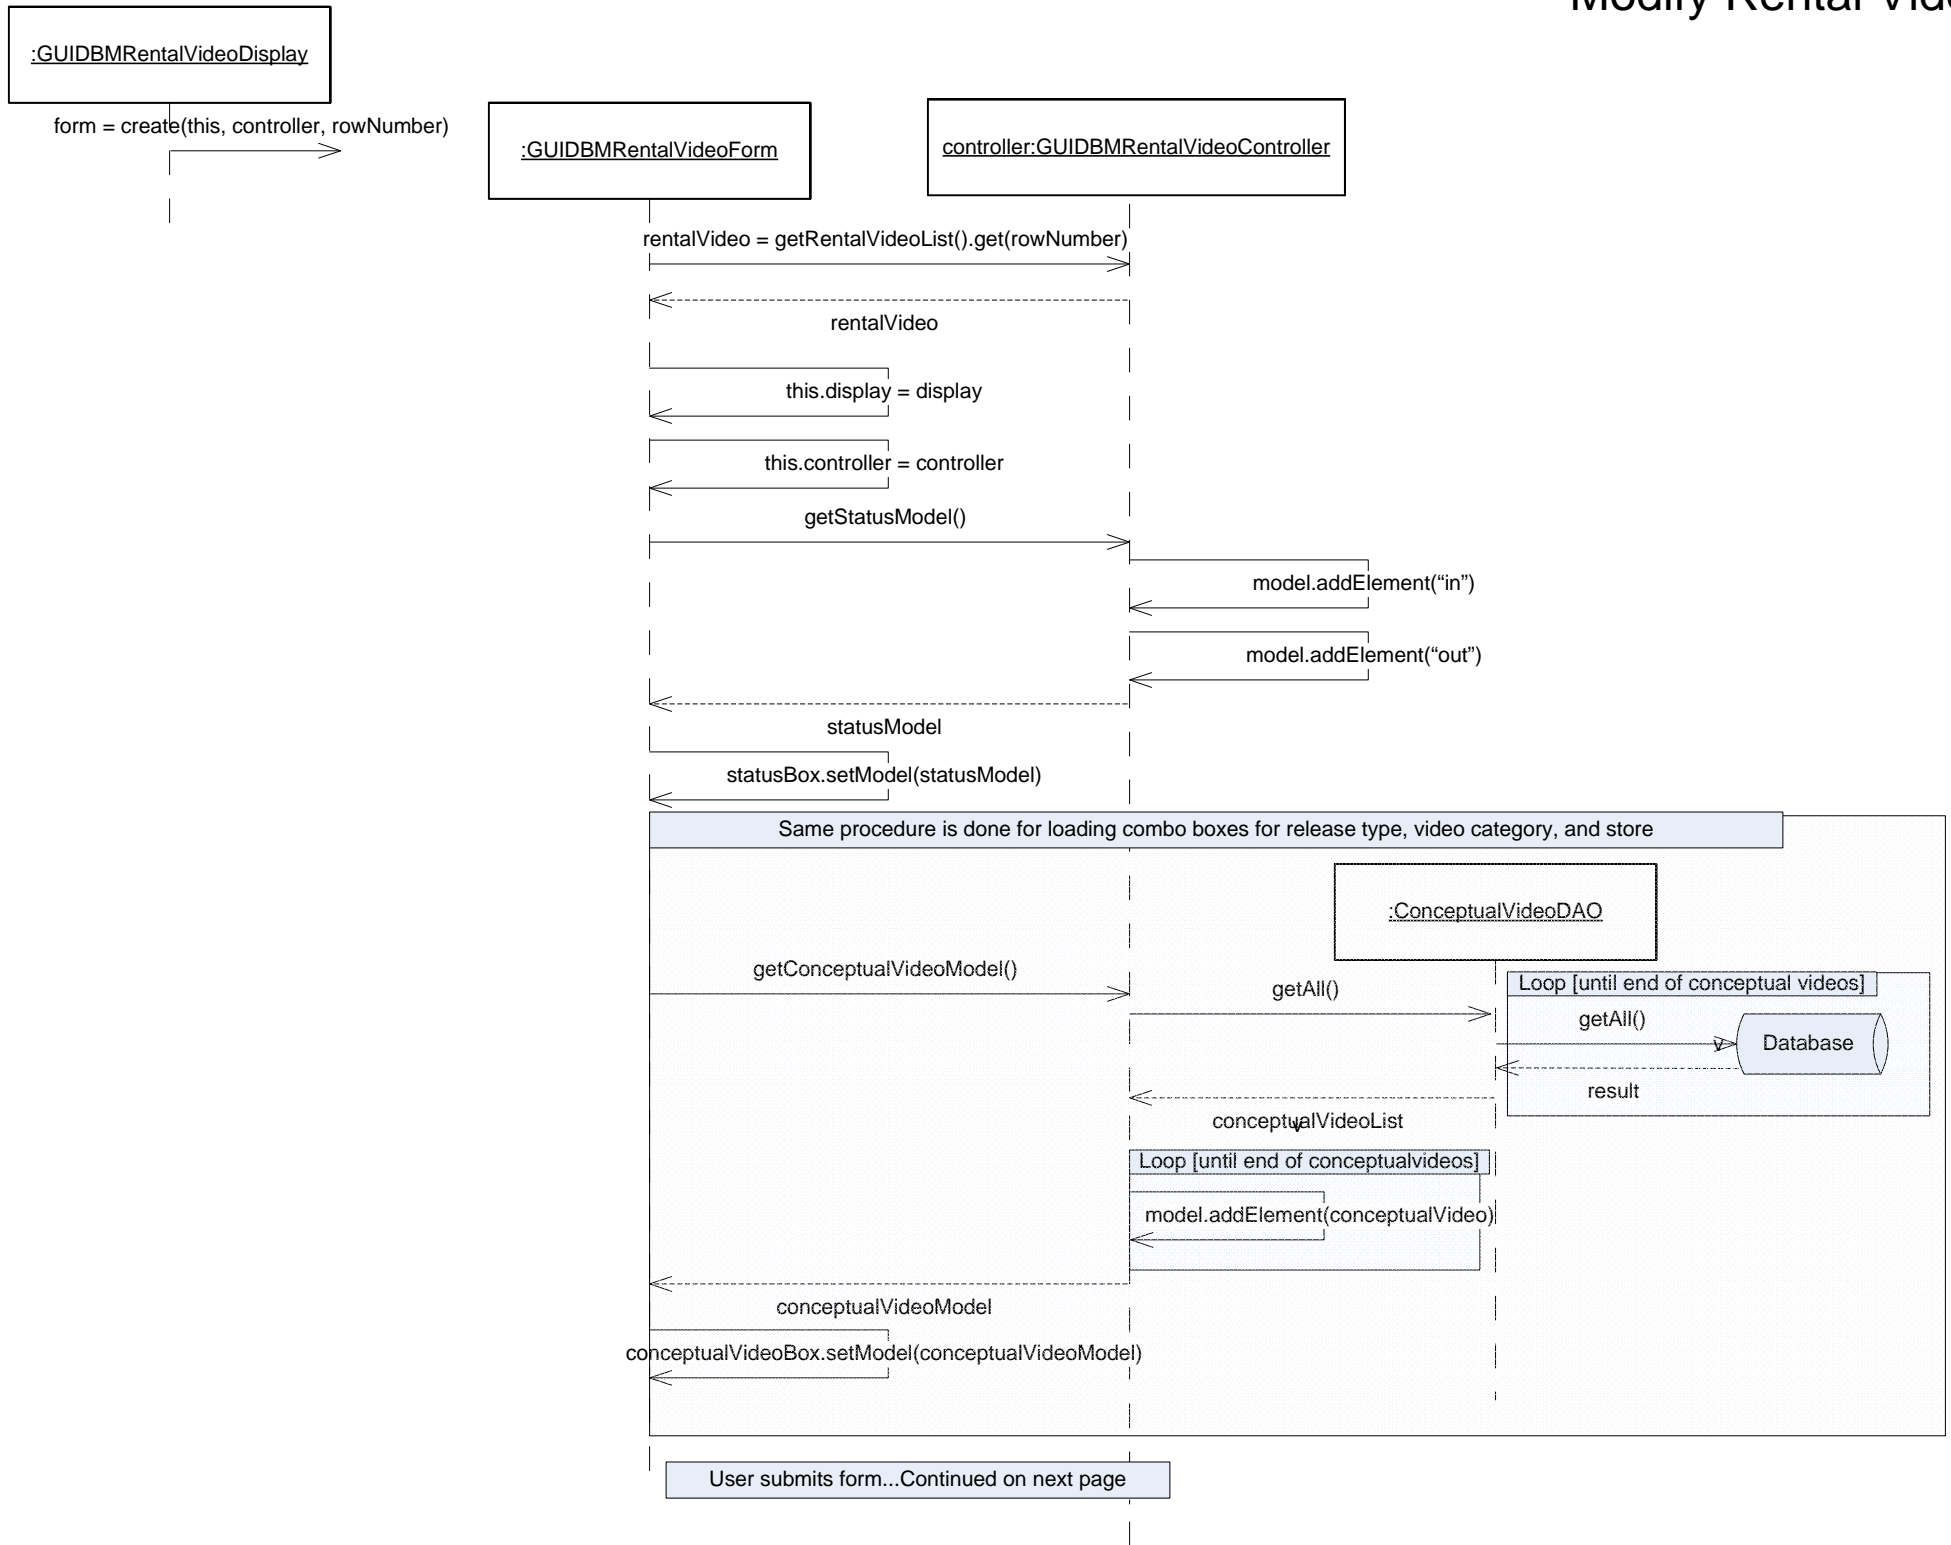 Modify Rental
:GUIDBMRentalVideoDisplay
form = create(this, controller, rowNumber)
:GUIDBMRentalVideoForm
controller:GUIDBMRentalVideoController
rentalVideo = getRentalVideoList().get(rowNumber)
rentalVideo
this.display = display
this.controller = controller
getStatusModel()
model.addElement(“in”)
model.addElement(“out”)
statusModel
statusBox.setModel(statusModel)
Same procedure is done for loading combo boxes for release type, video category, and store
:ConceptualVideoDAO
getConceptualVideoModel()
getAll()
Loop [until end of conceptual videos]
getAll()
Database
result
conceptualVideoList
Loop [until end of conceptualvideos]
model.addElement(conceptualVideo)
conceptualVideoModel
conceptualVideoBox.setModel(conceptualVideoModel)
User submits form...Continued on next page